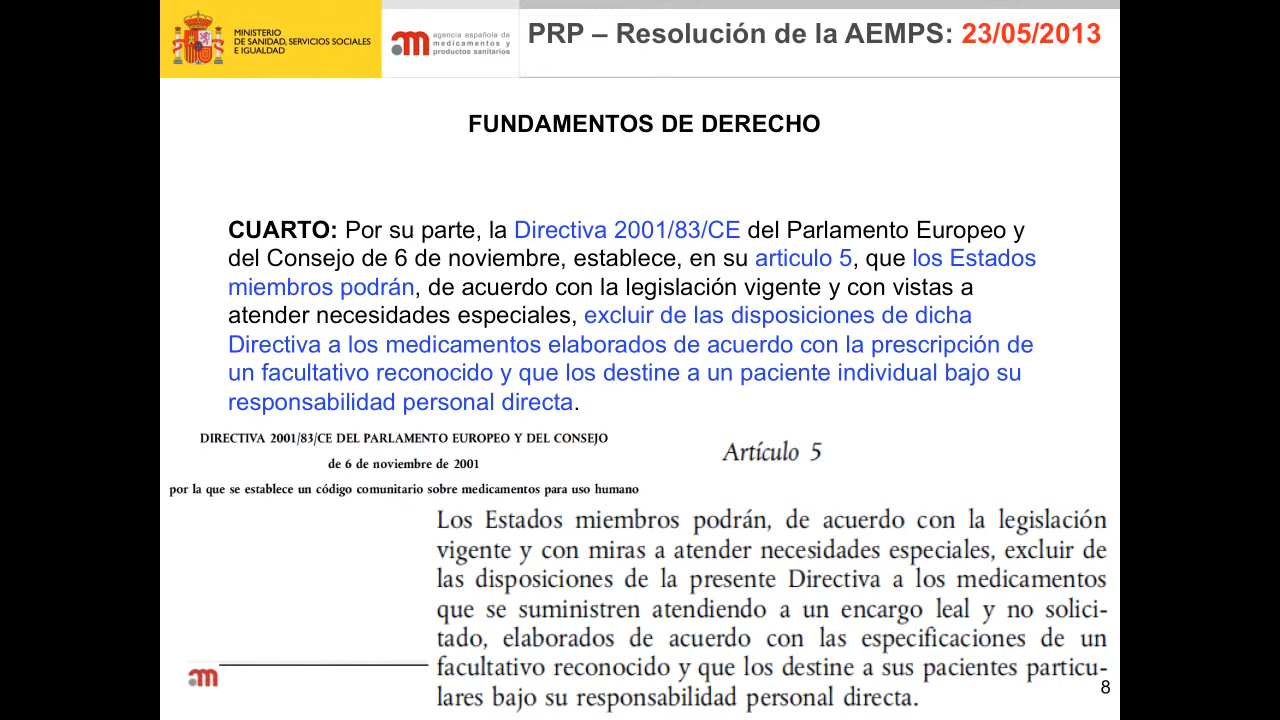 MINISTERIO
DE SANIDAD, SERVICIOS SOCIALES
E IGUALDAD
am
agencia española de
medicamentos y
productos sanitarios
PRP – Resolución de la AEMPS: 23/05/2013
FUNDAMENTOS DE DERECHO
CUARTO: Por su parte, la Directiva 2001/83/CE del Parlamento Europeo y
del Consejo de 6 de noviembre, establece, en su articulo 5, que los Estados
miembros podrán, de acuerdo con la legislación vigente y con vistas a
atender necesidades especiales, excluir de las disposiciones de dicha
Directiva a los medicamentos elaborados de acuerdo con la prescripción de
un facultativo reconocido y que los destine a un paciente individual bajo su
responsabilidad personal directa.
DIRECTIVA 2001/83/CE DEL PARLAMENTO EUROPEO Y DEL CONSEJO
de 6 de noviembre de 2001
por la que se establece un código comunitario sobre medicamentos para uso humano
Artículo 5
Los Estados miembros podrán, de acuerdo con la legislación
vigente y con miras a atender necesidades especiales, excluir de
las disposiciones de la presente Directiva a los medicamentos
que se suministren atendiendo a un encargo leal y no solici-
tado, elaborados de acuerdo con las especificaciones de un
facultativo reconocido y que los destine a sus pacientes particu-
lares bajo su responsabilidad personal directa.
am
8